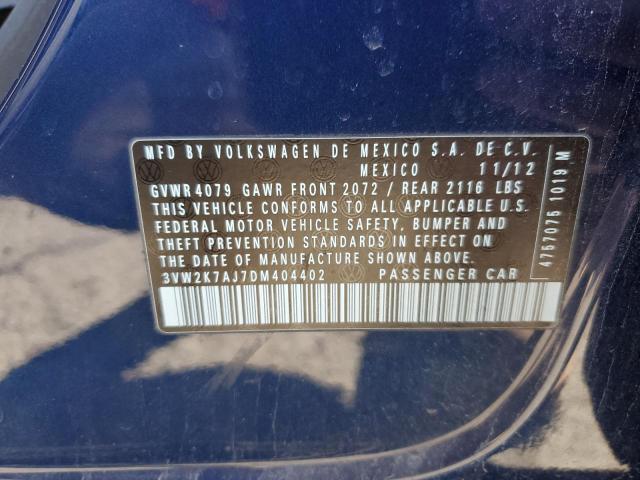 MFD BY VOLKSWAGEN DE MEXICO S.A. DE C.V.
MEXICO 11/12
GVWR 4079 GAWR FRONT 2072 / REAR 2116 LBS
THIS VEHICLE CONFORMS TO ALL APPLICABLE U.S.
FEDERAL MOTOR VEHICLE SAFETY, BUMPER AND
THEFT PREVENTION STANDARDS IN EFFECT ON
THE DATE OF MANUFACTURE SHOWN ABOVE.
3VW2K7AJ7DM404402 PASSENGER CAR
4757076 1019 M